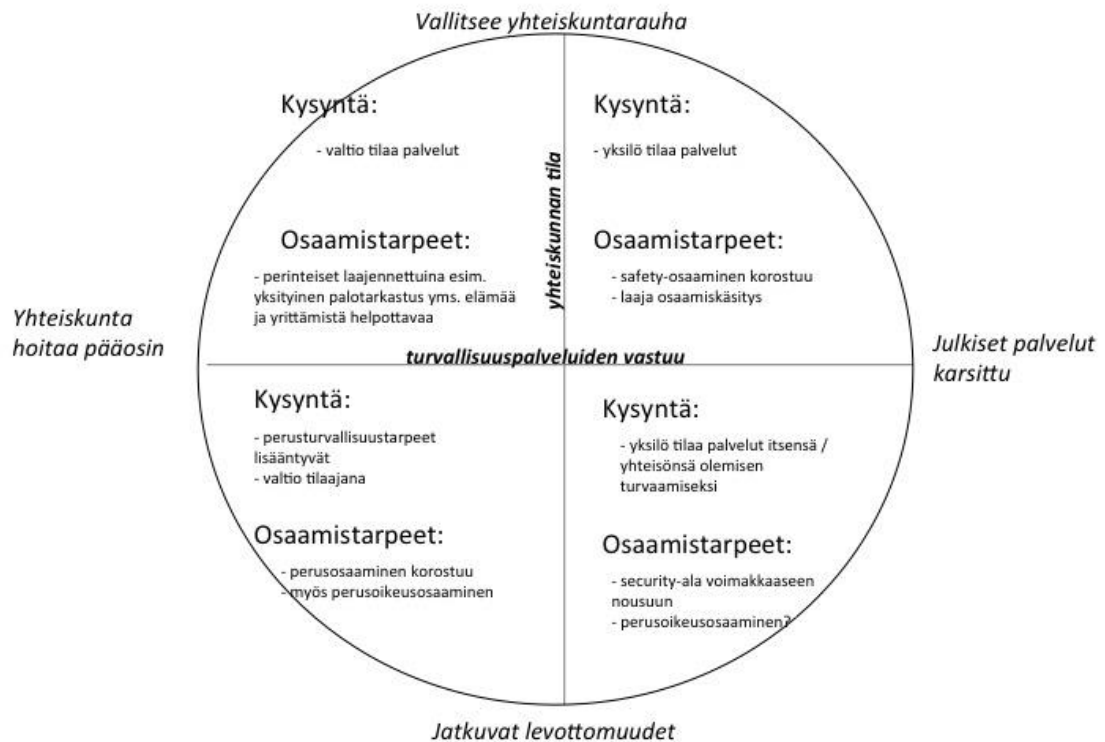 Vallitsee yhteiskuntarauha
Kysyntä:
- valtio tilaa palvelut
Osaamistarpeet:
- perinteiset laajennettuina esim.
yksityinen palotarkastus yms. elämää
ja yrittämistä helpottavaa
Kysyntä:
- yksilö tilaa palvelut
Osaamistarpeet:
- safety-osaaminen korostuu
- laaja osaamiskäsitys
yhteiskunnan tila
Yhteiskunta
hoitaa pääosin
turvallisuuspalveluiden vastuu
Julkiset palvelut
karsittu
Kysyntä:
- perusturvallisuustarpeet
lisääntyvät
- valtio tilaajana
Osaamistarpeet:
- perusosaaminen korostuu
- myös perusoikeusosaaminen
Kysyntä:
- yksilö tilaa palvelut itsensä /
yhteisönsä olemisen
turvaamiseksi
Osaamistarpeet:
- security-ala voimakkaaseen
nousuun
- perusoikeusosaaminen?
Jatkuvat levottomuudet